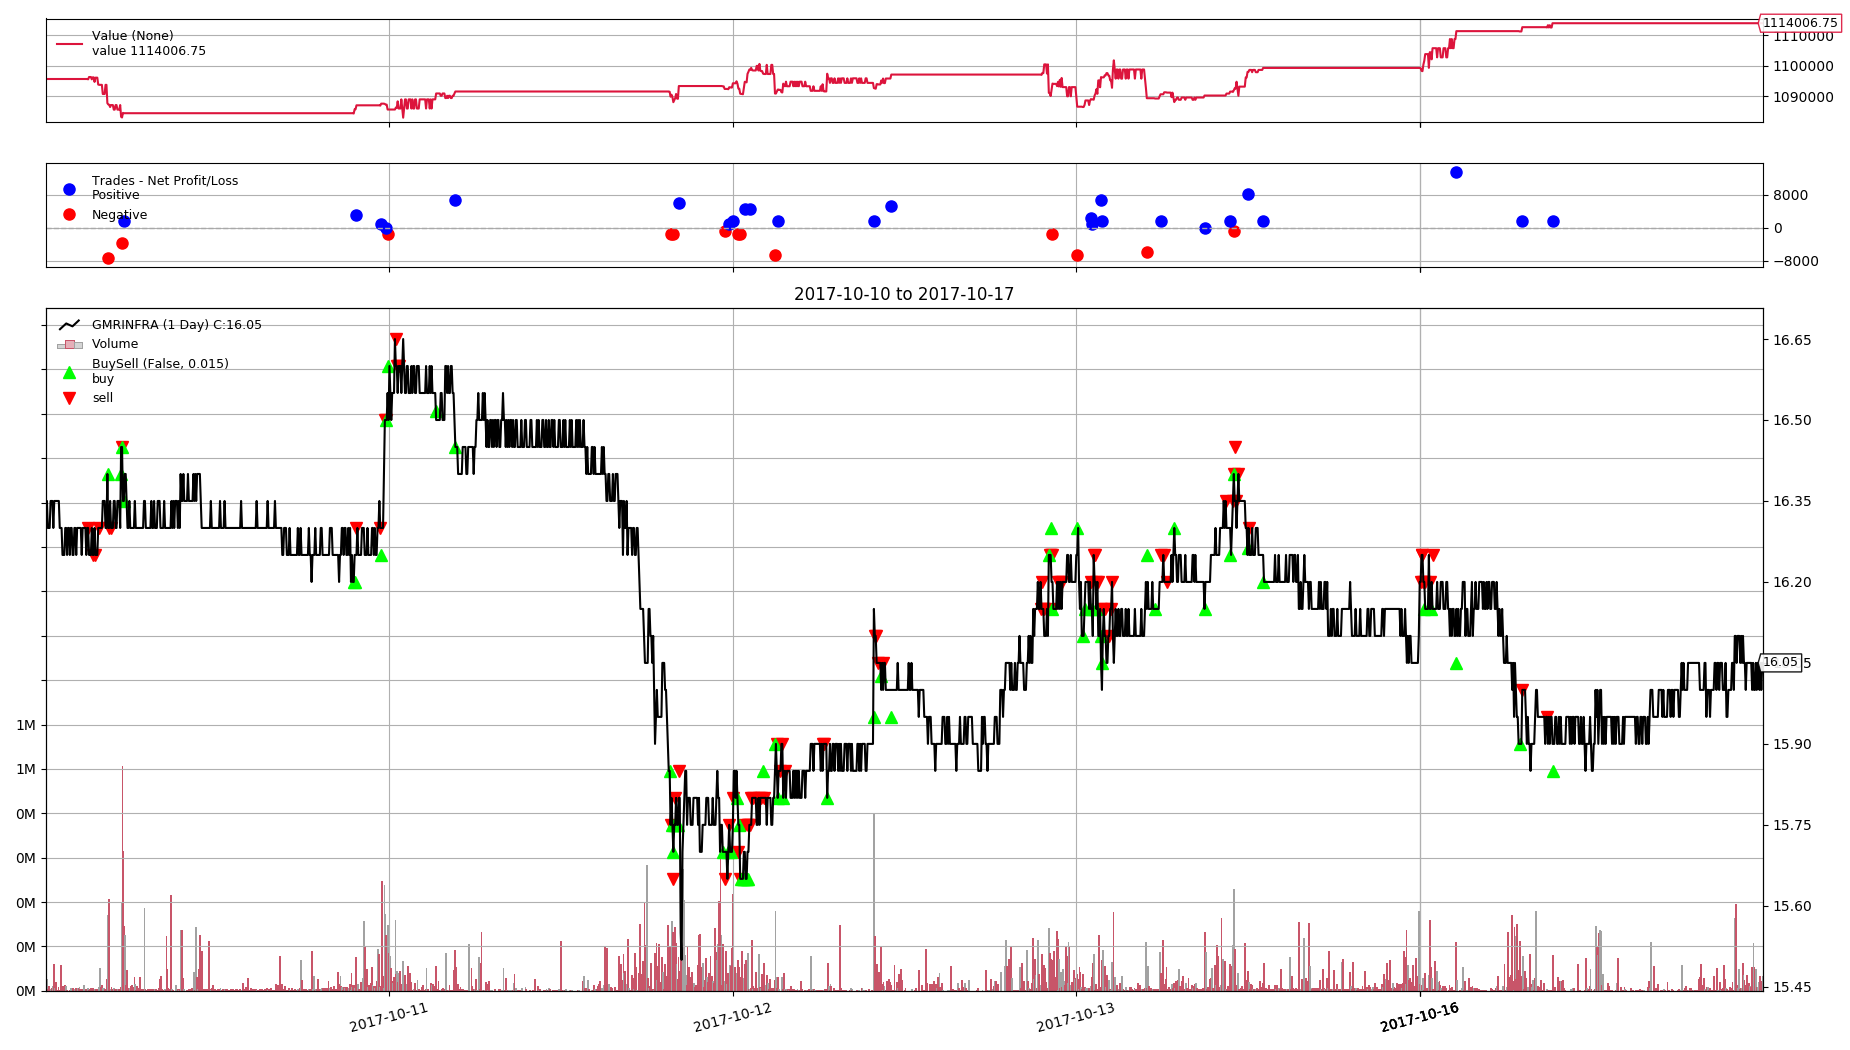 Value (None)
value 1114006.75
1114006.75
1110000
1100000
1090000
Trades - Net Profit/Loss
Positive
Negative
8000
0
−8000
2017-10-10 to 2017-10-17
GMRINFRA (1 Day) C:16.05
Volume
BuySell (False, 0.015)
buy
sell
16.65
16.50
16.35
16.20
16.05
5
15.90
15.75
15.60
15.45
1M
1M
0M
0M
0M
0M
0M
2017-10-11
2017-10-12
2017-10-13
2017-10-16